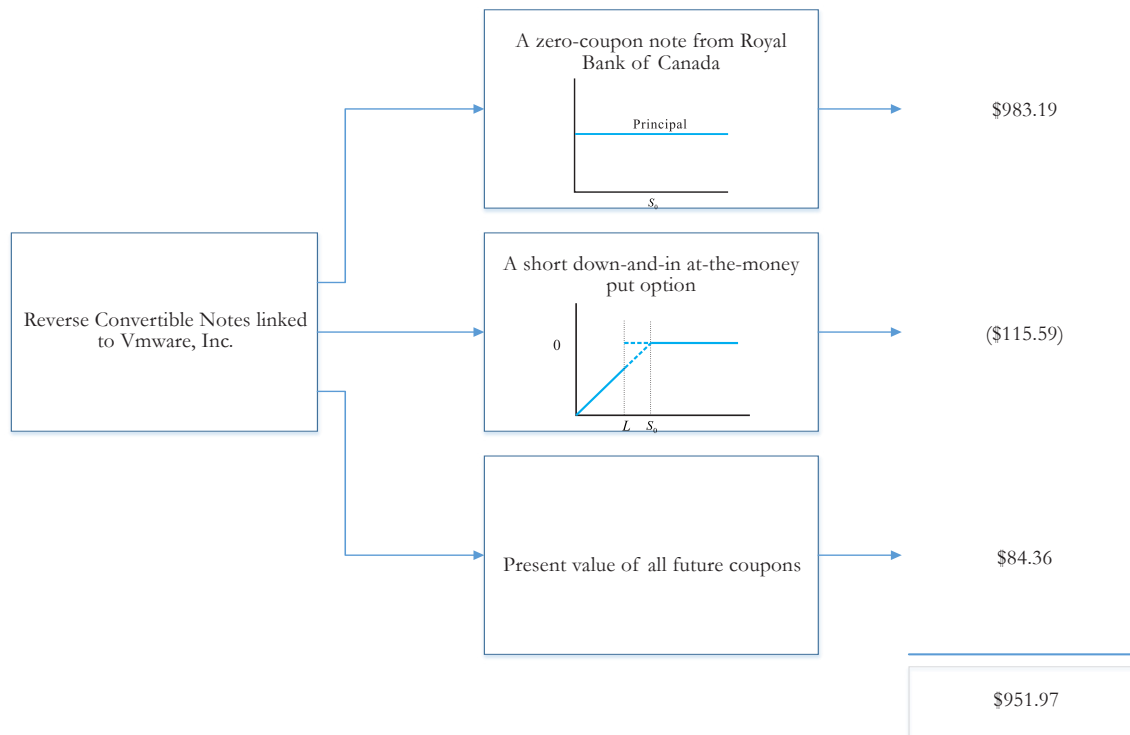 A zero-coupon note from Royal
Bank of Canada
Principal
S₀
$983.19
Reverse Convertible Notes linked
to Vmware, Inc.
A short down-and-in at-the-money
put option
0
L S₀
($115.59)
Present value of all future coupons
$84.36
$951.97